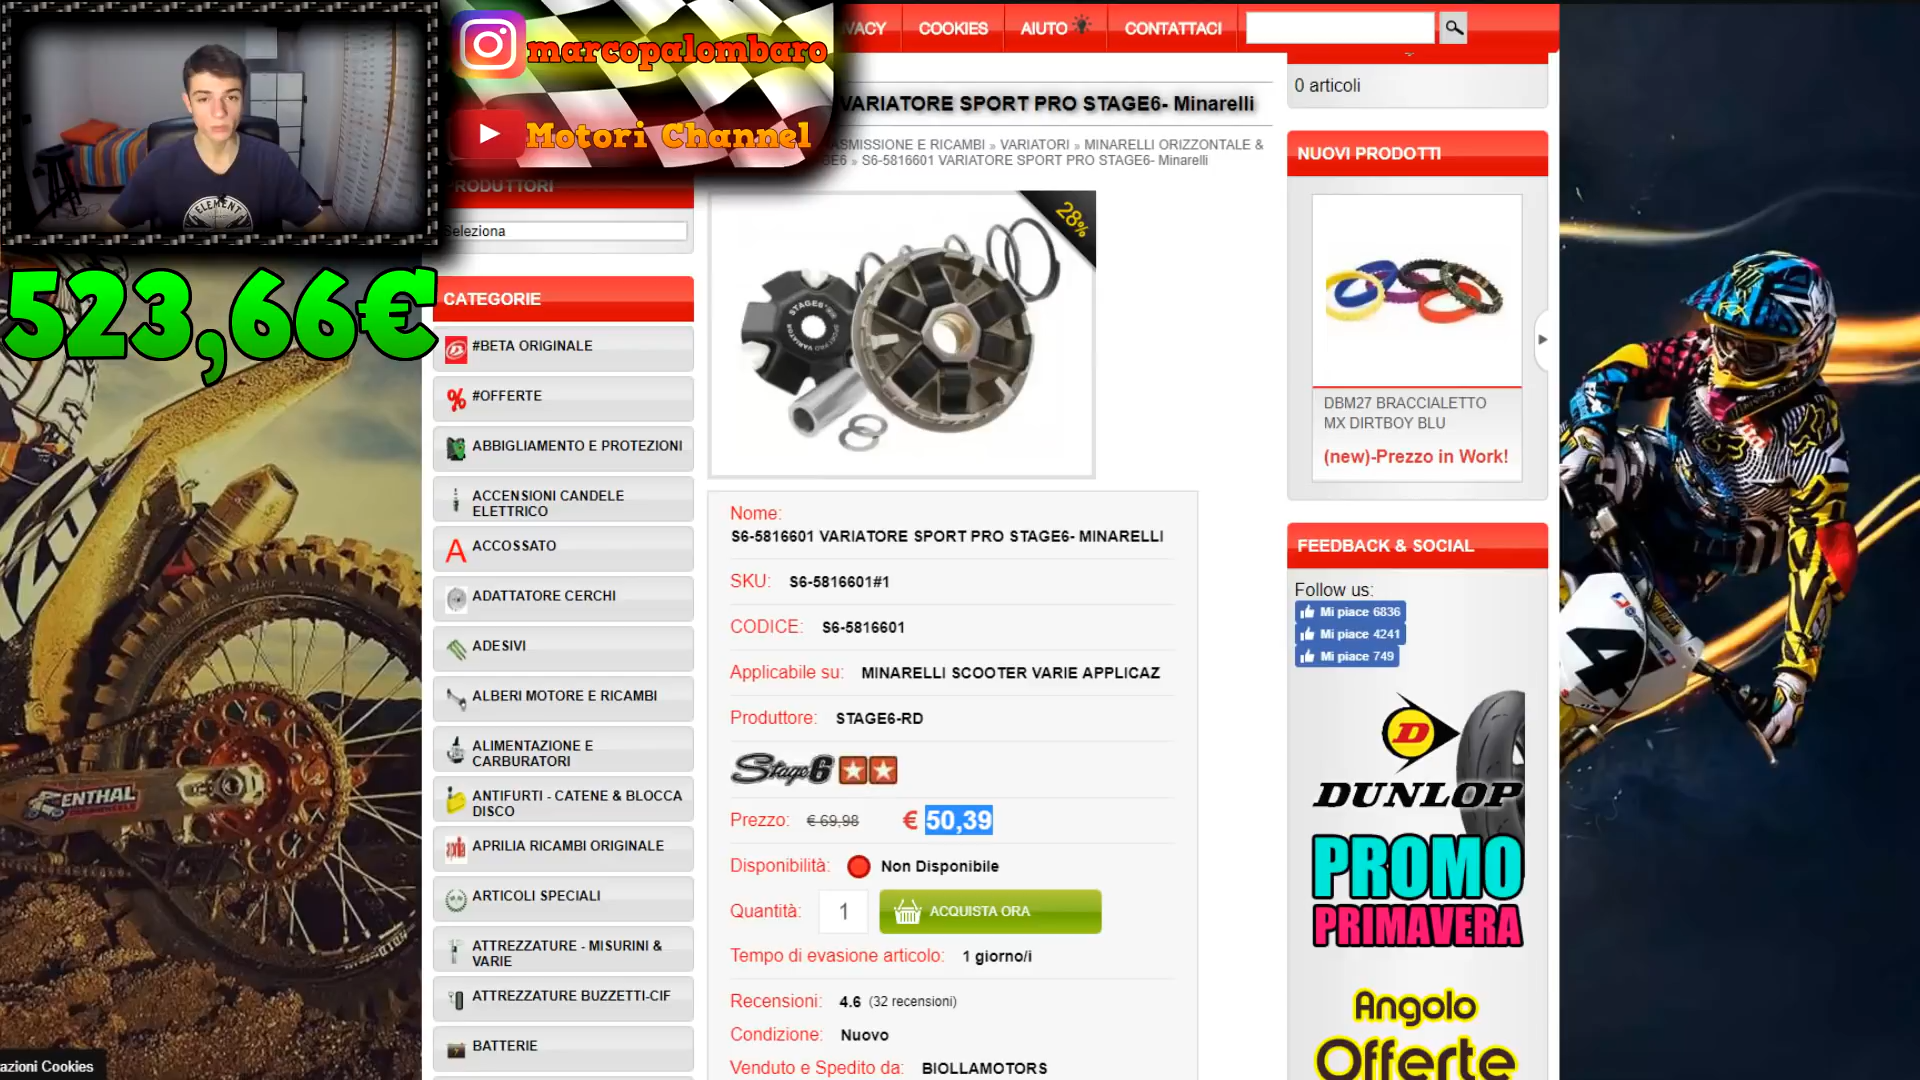 marcopalombaro
Motori Channel
ELEMENT
523,66€
VACY
COOKIES
AIUTO
CONTATTACI
VARIATORE SPORT PRO STAGE6- Minarelli
ASMISSIONE E RICAMBI » VARIATORI » MINARELLI ORIZZONTALE &
GE6 » S6-5816601 VARIATORE SPORT PRO STAGE6- Minarelli
PRODUTTORI
Seleziona
CATEGORIE
#BETA ORIGINALE
#OFFERTE
ABBIGLIAMENTO E PROTEZIONI
ACCENSIONI CANDELE
ELETTRICO
ACCOSSATO
ADATTATORE CERCHI
ADESIVI
ALBERI MOTORE E RICAMBI
ALIMENTAZIONE E
CARBURATORI
ANTIFURTI - CATENE & BLOCCA
DISCO
APRILIA RICAMBI ORIGINALE
ARTICOLI SPECIALI
ATTREZZATURE - MISURINI &
VARIE
ATTREZZATURE BUZZETTI-CIF
BATTERIE
28%
STAGE6
Nome:
S6-5816601 VARIATORE SPORT PRO STAGE6- MINARELLI
SKU: S6-5816601#1
CODICE: S6-5816601
Applicabile su: MINARELLI SCOOTER VARIE APPLICAZ
Produttore: STAGE6-RD
Stage6
Prezzo: € 69,98 € 50,39
Disponibilità: Non Disponibile
Quantità: 1 ACQUISTA ORA
Tempo di evasione articolo: 1 giorno/i
Recensioni: 4.6 (32 recensioni)
Condizione: Nuovo
Venduto e Spedito da: BIOLLAMOTORS
0 articoli
NUOVI PRODOTTI
DBM27 BRACCIALETTO
MX DIRTBOY BLU
(new)-Prezzo in Work!
FEEDBACK & SOCIAL
Follow us:
Mi piace 6836
Mi piace 4241
Mi piace 749
D
DUNLOP
PROMO
PRIMAVERA
Angolo
Offerte
4
ENTHAL
azioni Cookies